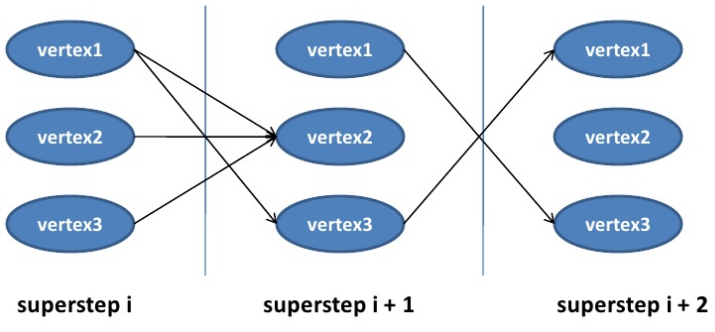 vertex1 vertex1 vertex1
vertex2 vertex2 vertex2
vertex3 vertex3 vertex3
superstep i superstep i + 1 superstep i + 2